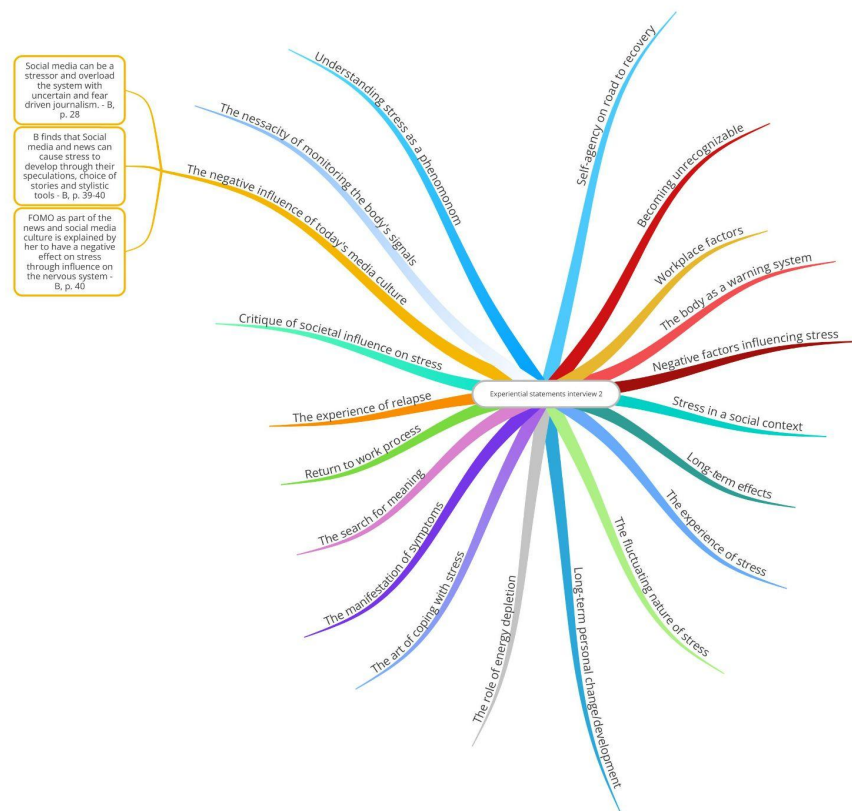 Social media can be a
stressor and overload
the system with
uncertain and fear
driven journalism. - B,
p. 28
B finds that Social
media and news can
cause stress to
develop through their
speculations, choice of
stories and stylistic
tools - B, p. 39-40
FOMO as part of the
news and social media
culture is explained by
her to have a negative
effect on stress
through influence on
the nervous system -
B, p. 40
Understanding stress as a phenomonom
The nessacity of monitoring the body's signals
The negative influence of today's media culture
Critique of societal influence on stress
The experience of relapse
Return to work process
The search for meaning
The manifestation of symptoms
The art of coping with stress
The role of energy depletion
Experiential statements interview 2
Self-agency on road to recovery
Becoming unrecognizable
Workplace factors
The body as a warning system
Negative factors influencing stress
Stress in a social context
Long-term effects
The experience of stress
The fluctuating nature of stress
Long-term personal change/development